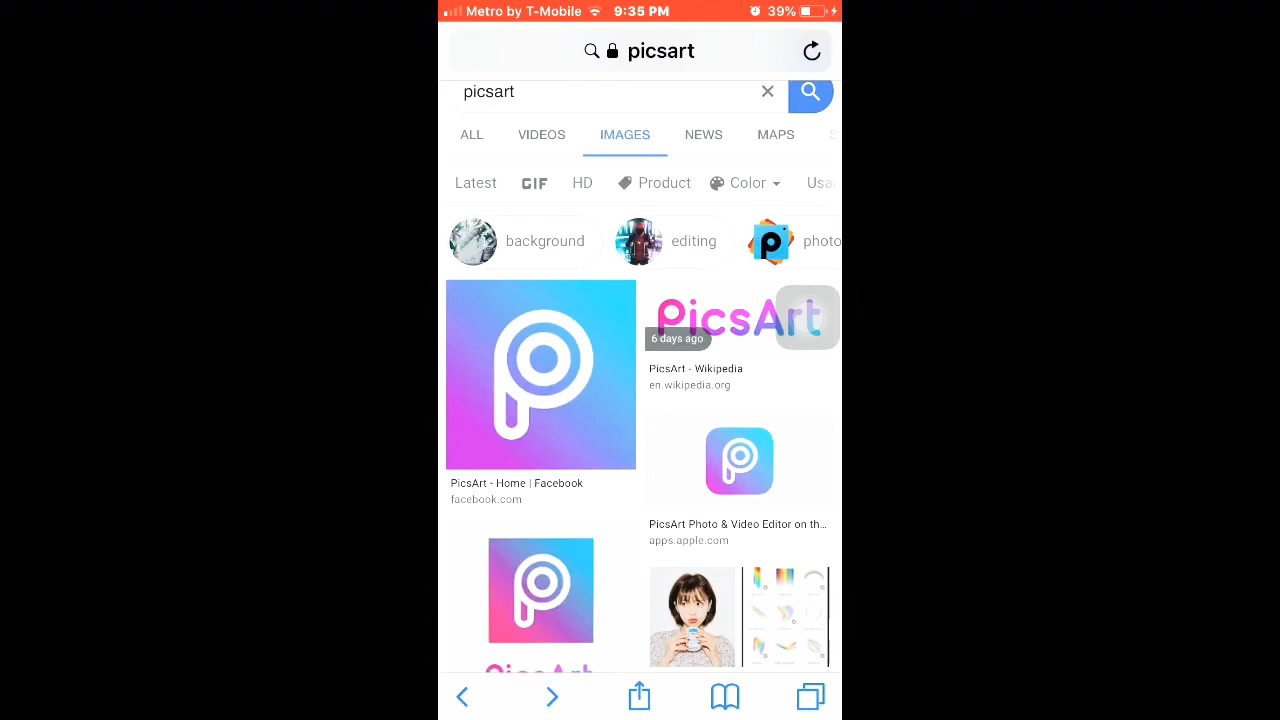 Metro by T-Mobile 9:35 PM 39%
picsart
picsart
ALL VIDEOS IMAGES NEWS MAPS
Latest GIF HD Product Color
background editing photo
PicsArt
6 days ago
PicsArt - Wikipedia
en.wikipedia.org
PicsArt - Home | Facebook
facebook.com
PicsArt Photo & Video Editor on th...
apps.apple.com
PicsArt